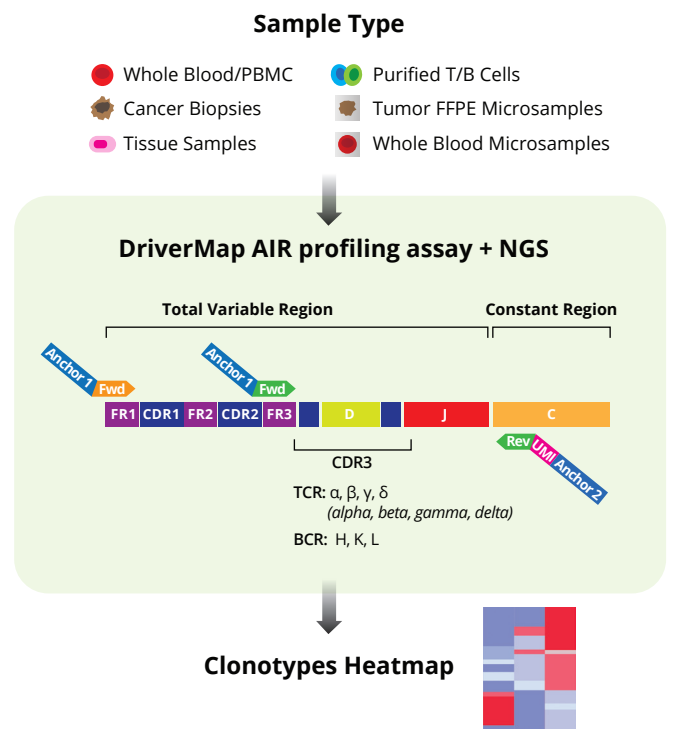 Sample Type
Whole Blood/PBMC
Purified T/B Cells
Cancer Biopsies
Tumor FFPE Microsamples
Tissue Samples
Whole Blood Microsamples
DriverMap AIR profiling assay + NGS
Total Variable Region
Constant Region
Anchor 1
Fwd
Anchor 1
Fwd
FR1 CDR1 FR2 CDR2 FR3 D J C
Rev
UMI
Anchor 2
CDR3
TCR: α, β, γ, δ
(alpha, beta, gamma, delta)
BCR: H, K, L
Clonotypes Heatmap